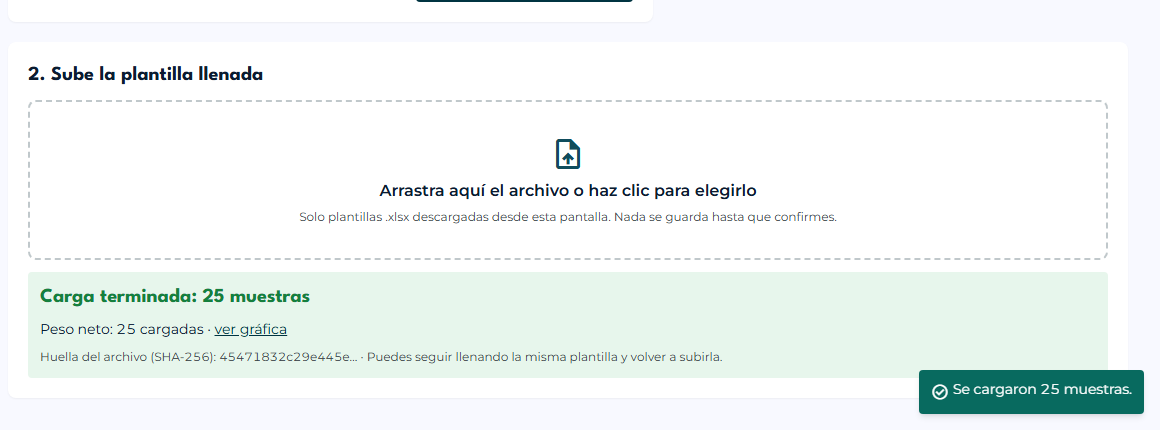 2. Sube la plantilla llenada
Arrastra aquí el archivo o haz clic para elegirlo
Solo plantillas .xlsx descargadas desde esta pantalla. Nada se guarda hasta que confirmes.
Carga terminada: 25 muestras
Peso neto: 25 cargadas · ver gráfica
Huella del archivo (SHA-256): 45471832c29e445e... · Puedes seguir llenando la misma plantilla y volver a subirla.
Se cargaron 25 muestras.